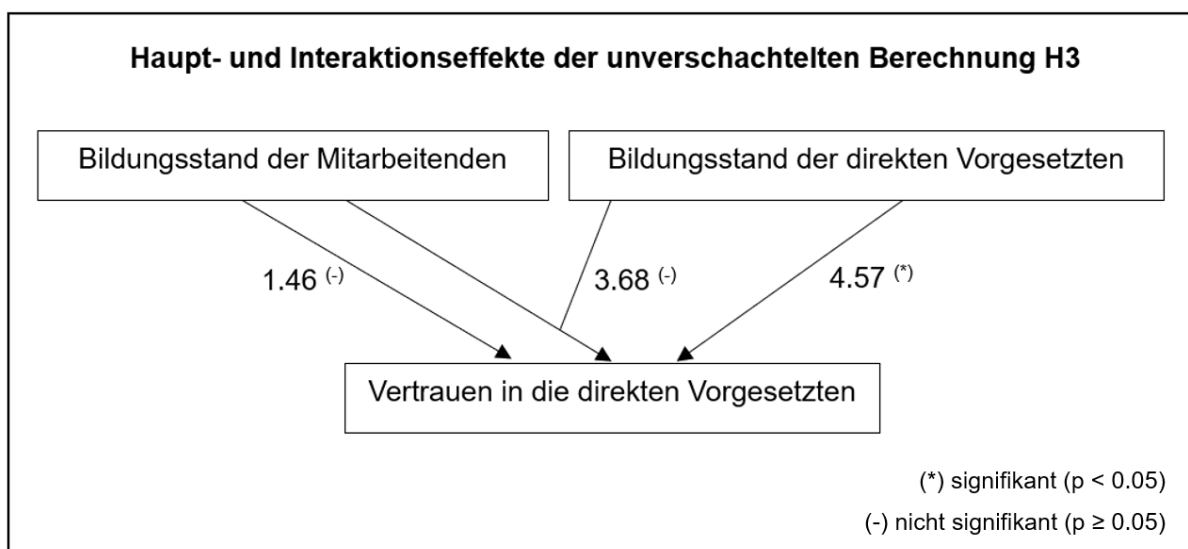 Haupt- und Interaktionseffekte der unverschachtelten Berechnung H3
Bildungsstand der Mitarbeitenden
Bildungsstand der direkten Vorgesetzten
1.46 (-)
3.68 (-)
4.57 (*)
Vertrauen in die direkten Vorgesetzten
(*) signifikant (p < 0.05)
(-) nicht signifikant (p ≥ 0.05)